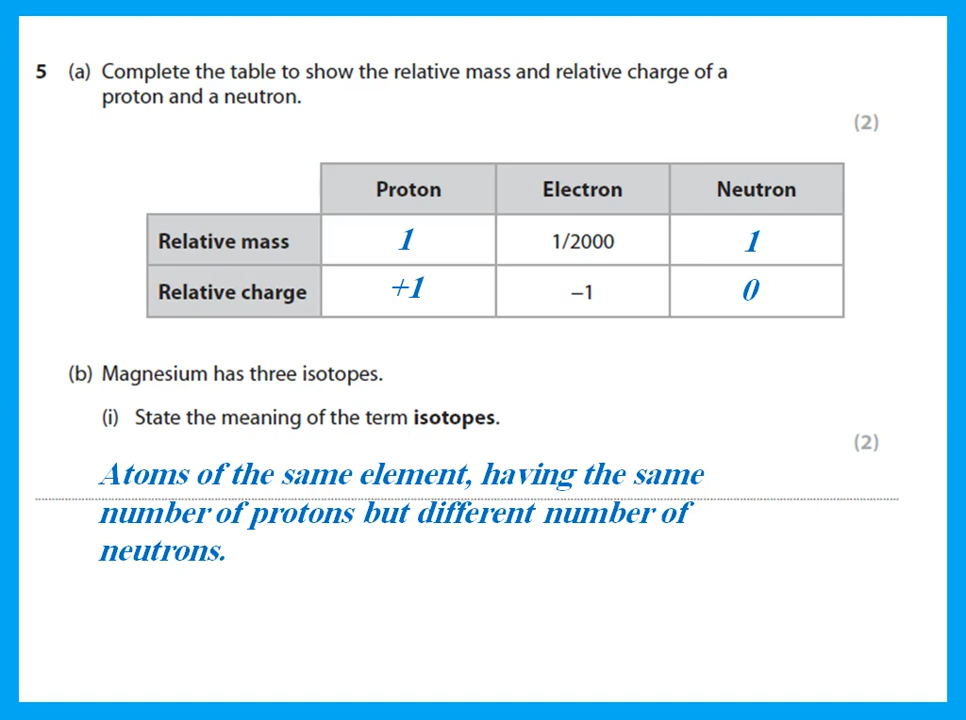 5 (a) Complete the table to show the relative mass and relative charge of a
proton and a neutron.
(2)
Proton Electron Neutron
Relative mass 1 1/2000 1
Relative charge +1 –1 0
(b) Magnesium has three isotopes.
(i) State the meaning of the term isotopes.
(2)
Atoms of the same element, having the same
number of protons but different number of
neutrons.